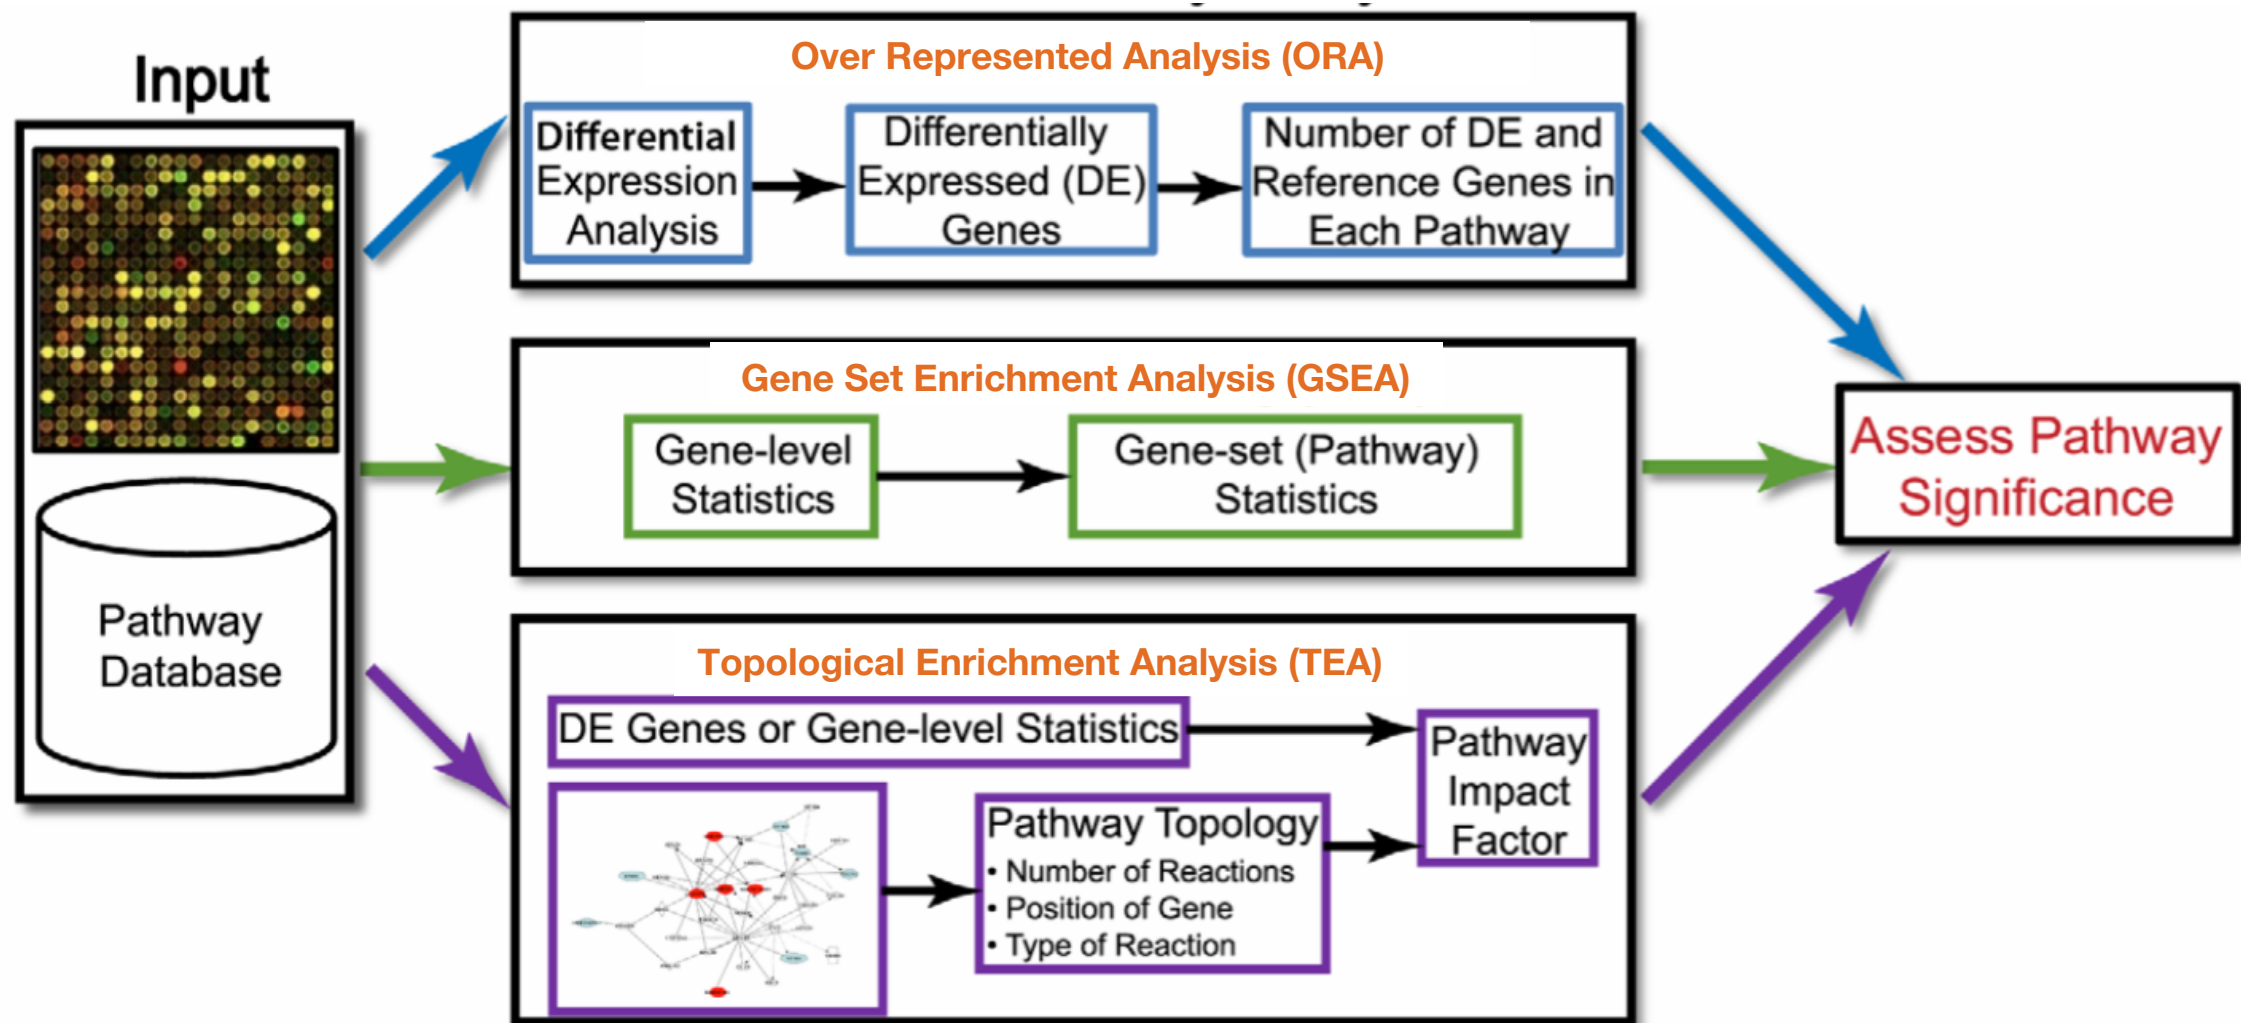 Input
Pathway
Database
Over Represented Analysis (ORA)
Differential
Expression
Analysis
Differentially
Expressed (DE)
Genes
Number of DE and
Reference Genes in
Each Pathway
Gene Set Enrichment Analysis (GSEA)
Gene-level
Statistics
Gene-set (Pathway)
Statistics
Topological Enrichment Analysis (TEA)
DE Genes or Gene-level Statistics
Pathway Topology
• Number of Reactions
• Position of Gene
• Type of Reaction
Pathway
Impact
Factor
Assess Pathway
Significance